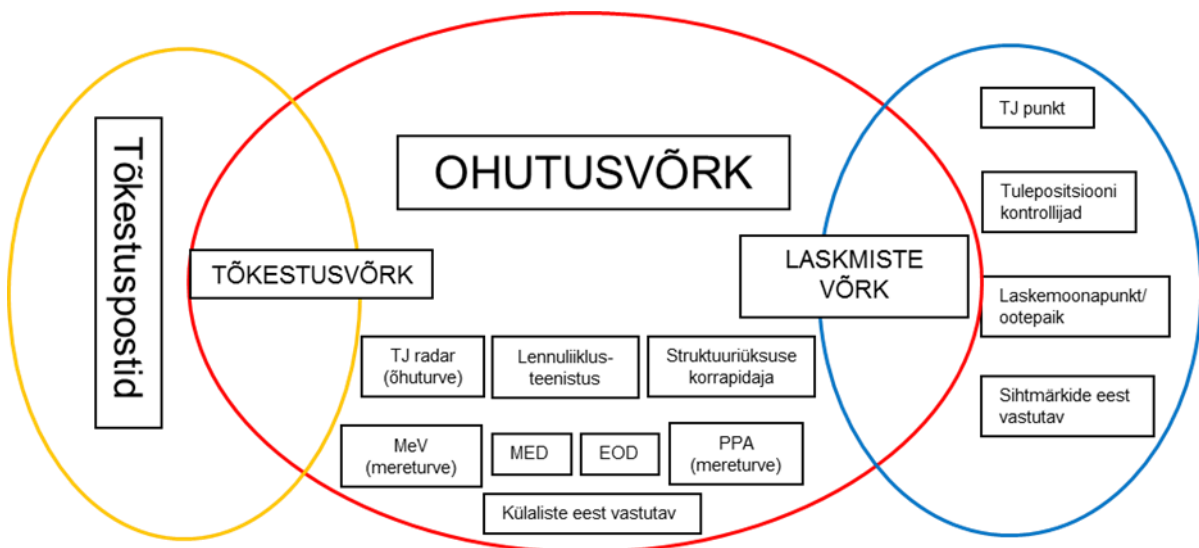 Tõkestuspostid
TÕKESTUSVÕRK
OHUTUSVÕRK
LASKMISTE
VÕRK
TJ radar
(õhuturve)
Lennuliiklus-
teenistus
Struktuuriüksuse
korrapidaja
MeV
(mereturve)
MED
EOD
PPA
(mereturve)
Külaliste eest vastutav
TJ punkt
Tulepositsiooni
kontrollijad
Laskemoonapunkt/
ootepaik
Sihtmärkide eest
vastutav